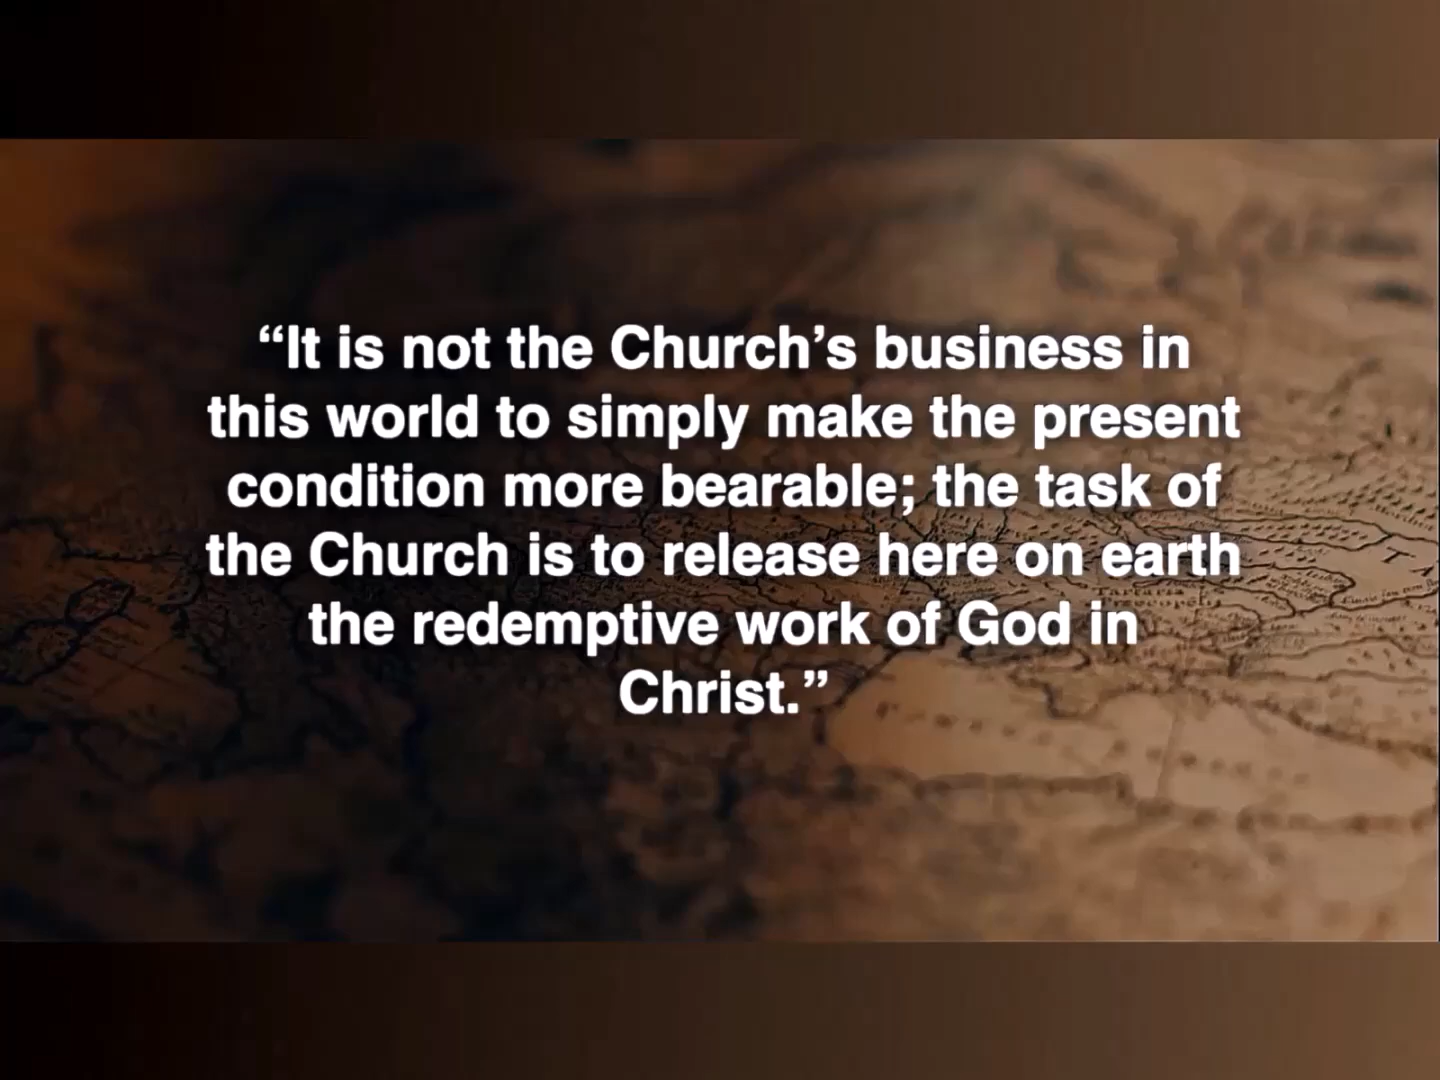 “It is not the Church’s business in
this world to simply make the present
condition more bearable; the task of
the Church is to release here on earth
the redemptive work of God in
Christ.”